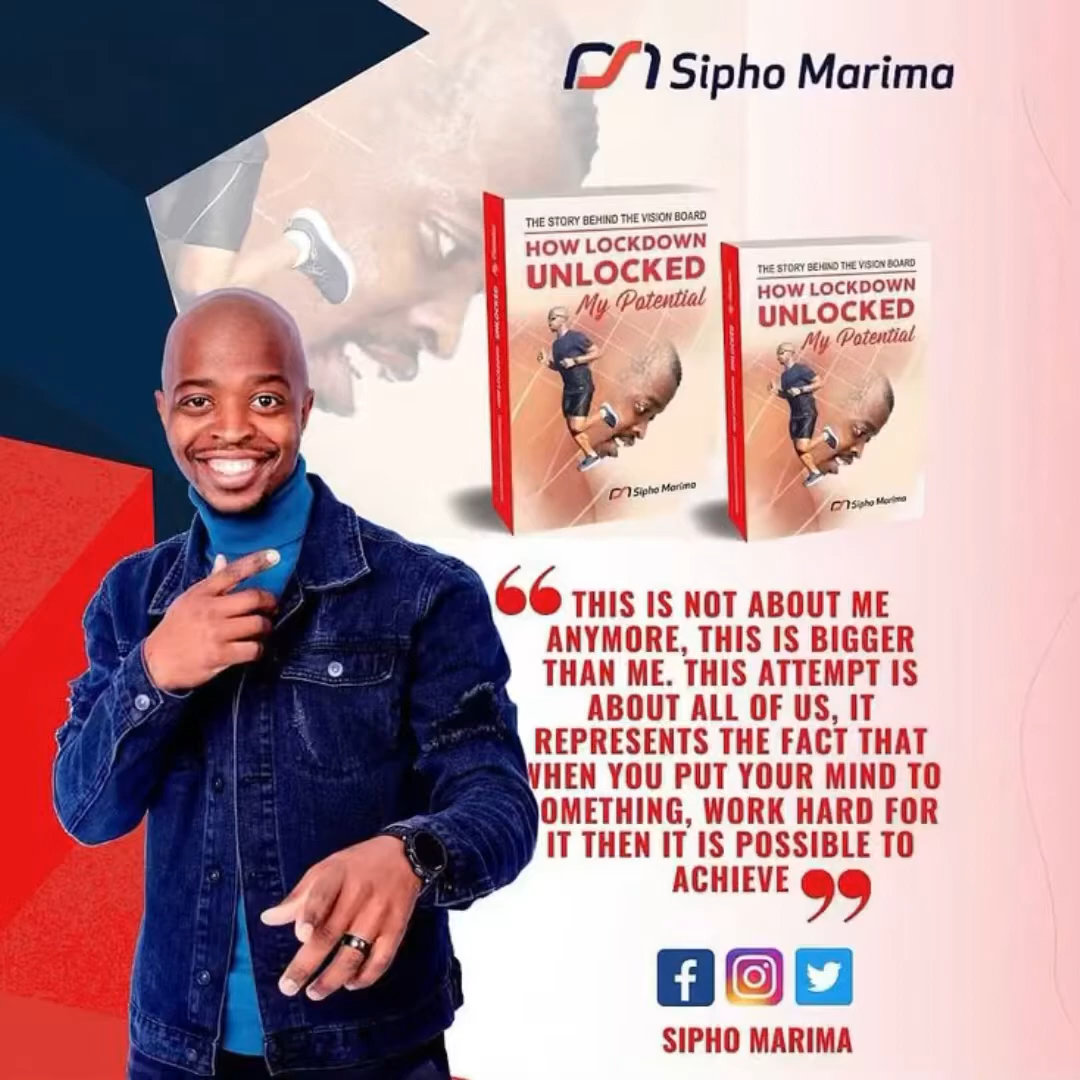 Sipho Marima
THE STORY BEHIND THE VISION BOARD
HOW LOCKDOWN
UNLOCKED
My Potential
Sipho Marima
THE STORY BEHIND THE VISION BOARD
HOW LOCKDOWN
UNLOCKED
My Potential
Sipho Marima
“ THIS IS NOT ABOUT ME
ANYMORE, THIS IS BIGGER
THAN ME. THIS ATTEMPT IS
ABOUT ALL OF US, IT
REPRESENTS THE FACT THAT
WHEN YOU PUT YOUR MIND TO
OMETHING, WORK HARD FOR
IT THEN IT IS POSSIBLE TO
ACHIEVE ”
SIPHO MARIMA